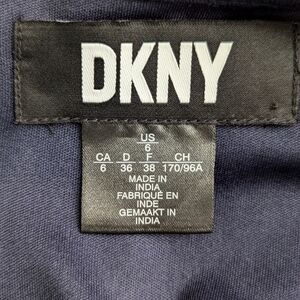 DKNY
US
6
CA D F CH
6 36 38 170/96A
MADE IN
INDIA
FABRIQUÉ EN
INDE
GEMAAKT IN
INDIA